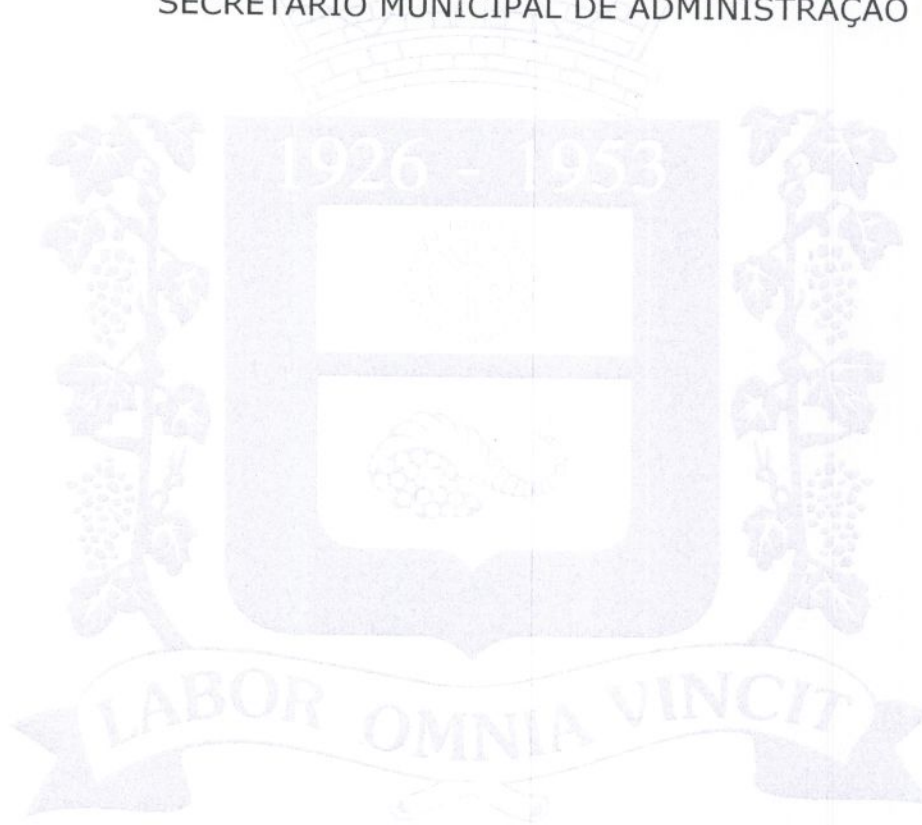 SECRETÁRIO MUNICIPAL DE ADMINISTRAÇÃO
1926 - 1953
LABOR OMNIA VINCIT